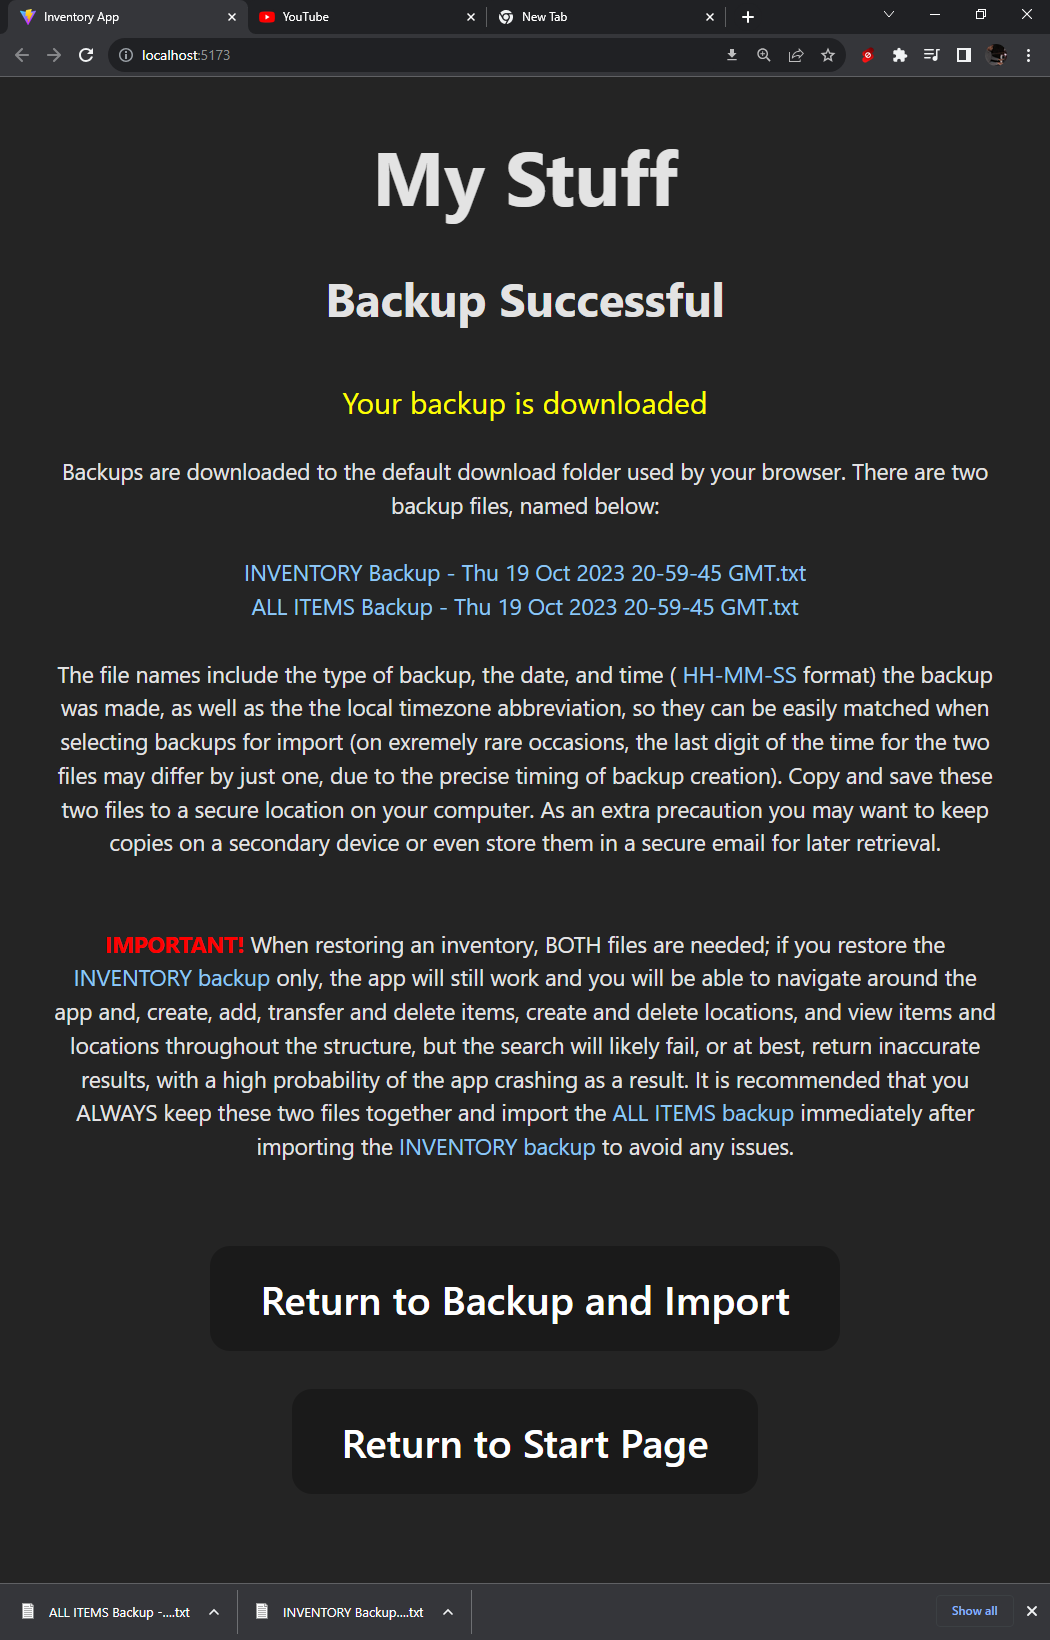 Inventory App
YouTube
New Tab
localhost:5173
My Stuff
Backup Successful
Your backup is downloaded
Backups are downloaded to the default download folder used by your browser. There are two
backup files, named below:
INVENTORY Backup - Thu 19 Oct 2023 20-59-45 GMT.txt
ALL ITEMS Backup - Thu 19 Oct 2023 20-59-45 GMT.txt
The file names include the type of backup, the date, and time ( HH-MM-SS format) the backup
was made, as well as the the local timezone abbreviation, so they can be easily matched when
selecting backups for import (on exremely rare occasions, the last digit of the time for the two
files may differ by just one, due to the precise timing of backup creation). Copy and save these
two files to a secure location on your computer. As an extra precaution you may want to keep
copies on a secondary device or even store them in a secure email for later retrieval.
IMPORTANT! When restoring an inventory, BOTH files are needed; if you restore the
INVENTORY backup only, the app will still work and you will be able to navigate around the
app and, create, add, transfer and delete items, create and delete locations, and view items and
locations throughout the structure, but the search will likely fail, or at best, return inaccurate
results, with a high probability of the app crashing as a result. It is recommended that you
ALWAYS keep these two files together and import the ALL ITEMS backup immediately after
importing the INVENTORY backup to avoid any issues.
Return to Backup and Import
Return to Start Page
ALL ITEMS Backup -....txt
INVENTORY Backup....txt
Show all